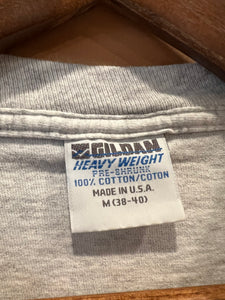 GILDAN
HEAVY WEIGHT
PRE-SHRUNK
100% COTTON/COTON
MADE IN U.S.A.
M (38-40)